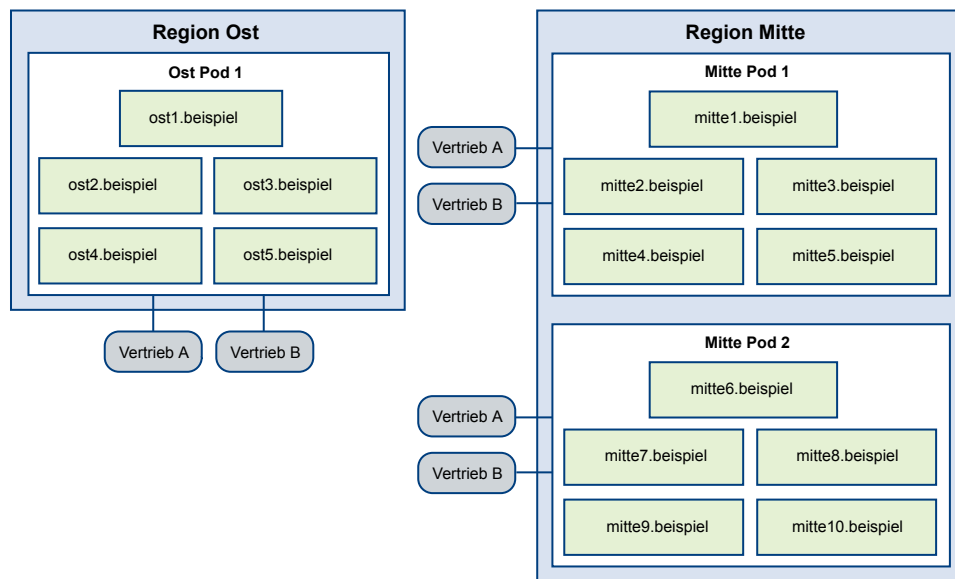 Region Ost
Ost Pod 1
ost1.beispiel
ost2.beispiel
ost3.beispiel
ost4.beispiel
ost5.beispiel
Vertrieb A
Vertrieb B
Region Mitte
Mitte Pod 1
mitte1.beispiel
Vertrieb A
mitte2.beispiel
mitte3.beispiel
Vertrieb B
mitte4.beispiel
mitte5.beispiel
Mitte Pod 2
mitte6.beispiel
Vertrieb A
mitte7.beispiel
mitte8.beispiel
Vertrieb B
mitte9.beispiel
mitte10.beispiel